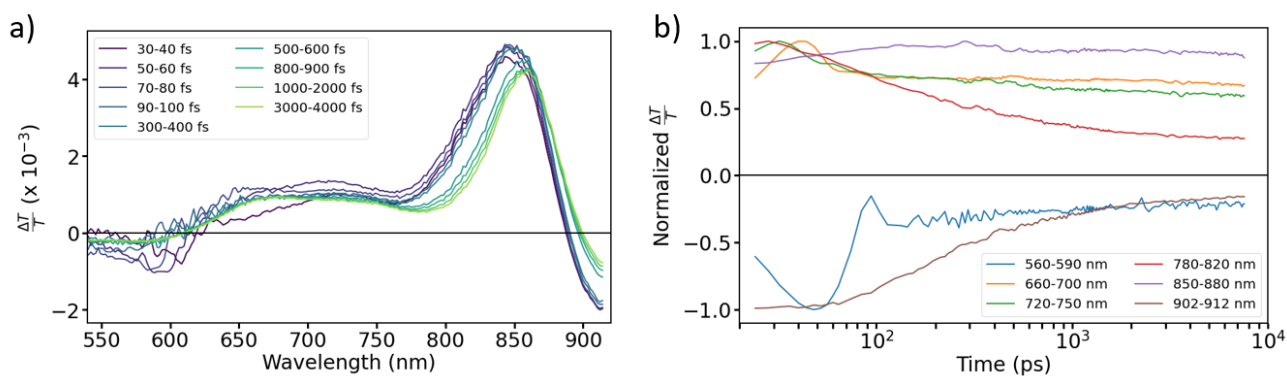 a)
ΔT/T (x 10⁻³)
4
2
0
−2
30-40 fs
50-60 fs
70-80 fs
90-100 fs
300-400 fs
500-600 fs
800-900 fs
1000-2000 fs
3000-4000 fs
550 600 650 700 750 800 850 900
Wavelength (nm)
b)
Normalized ΔT/T
1.0
0.5
0.0
−0.5
−1.0
560-590 nm
660-700 nm
720-750 nm
780-820 nm
850-880 nm
902-912 nm
10² 10³ 10⁴
Time (ps)